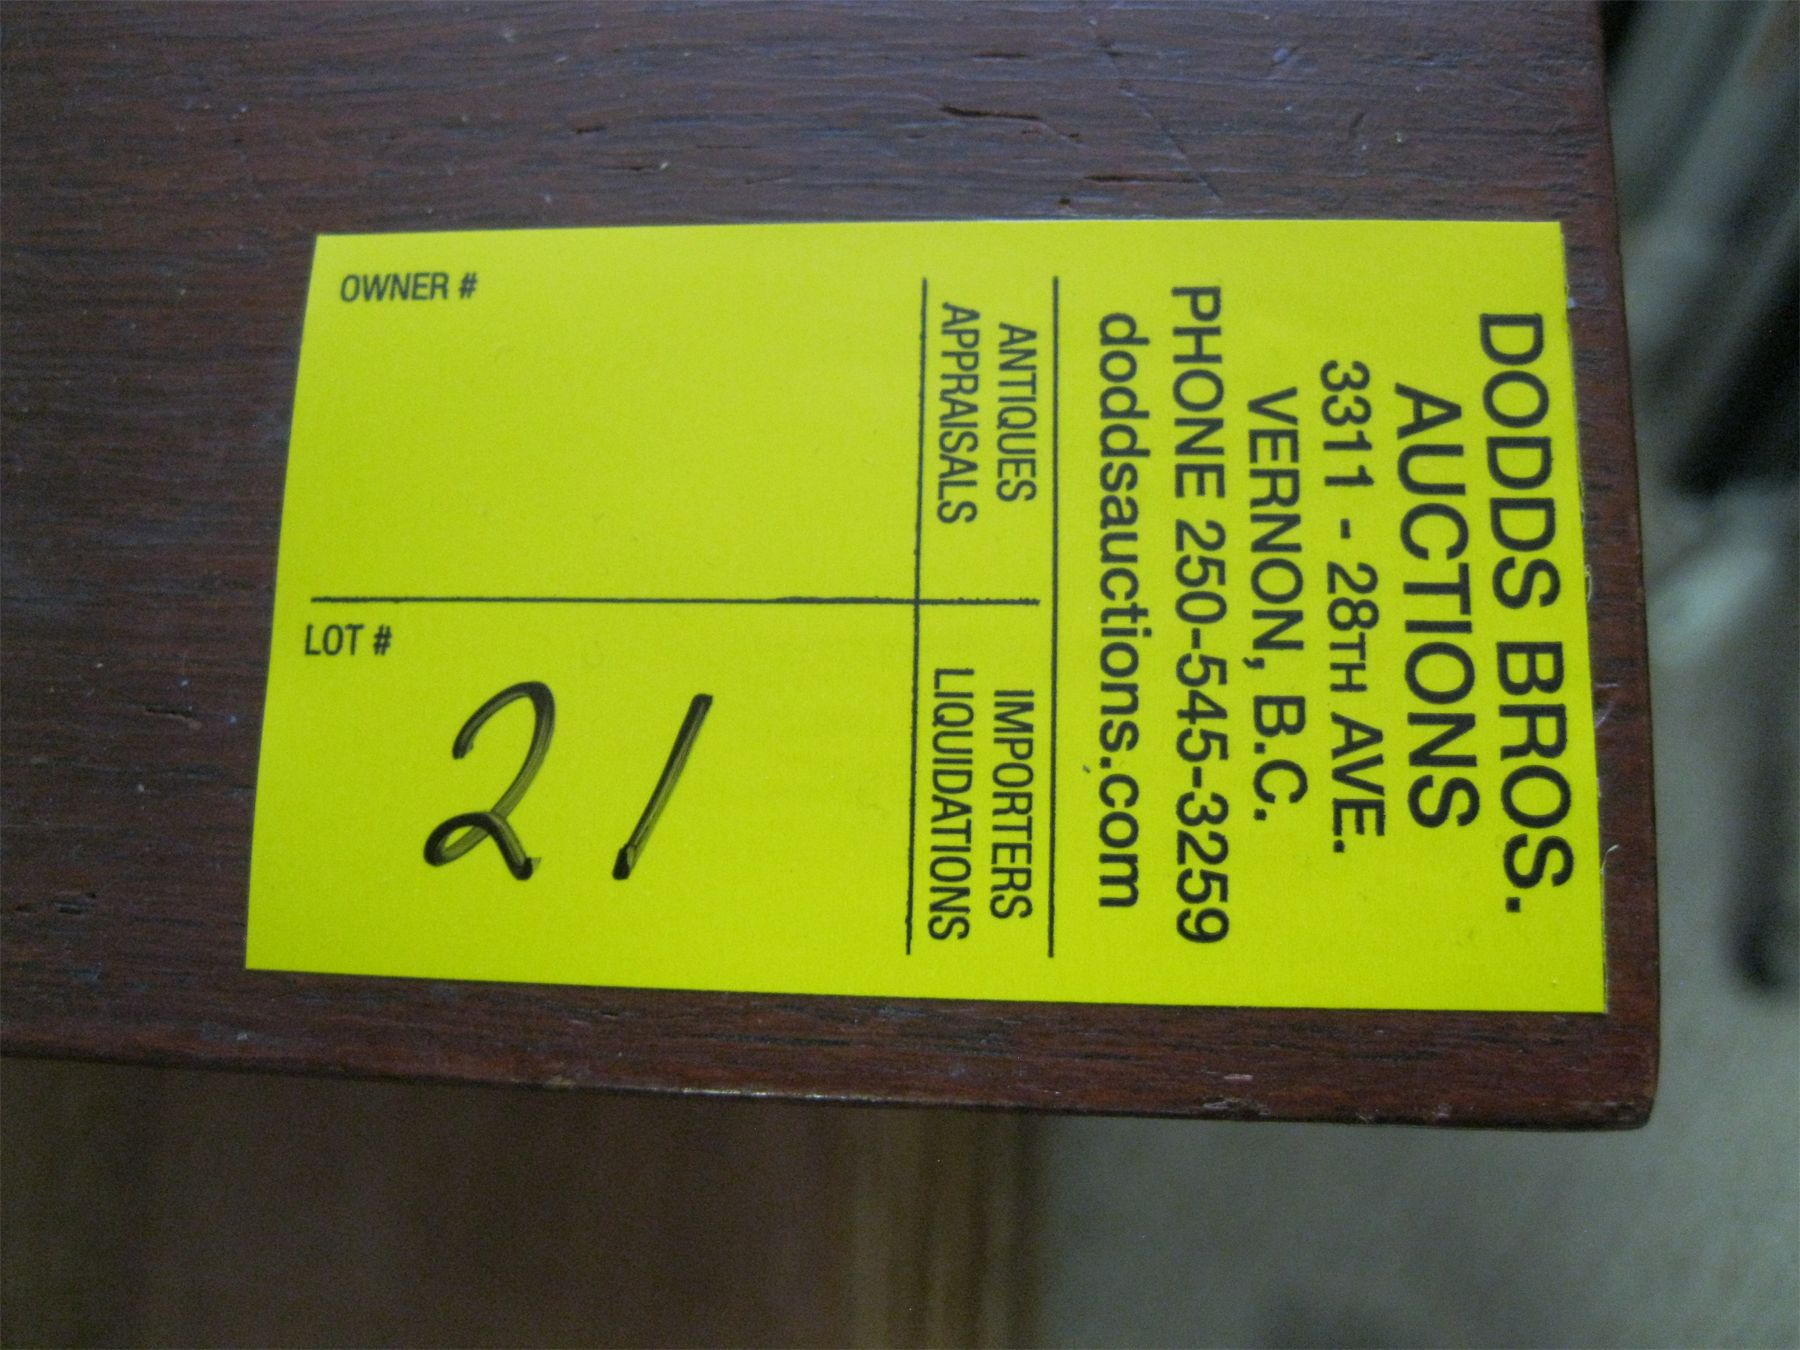 DODDS BROS.
AUCTIONS
3311 - 28TH AVE.
VERNON, B.C.
PHONE 250-545-3259
doddsauctions.com
ANTIQUES
APPRAISALS
IMPORTERS
LIQUIDATIONS
OWNER #
LOT #
21